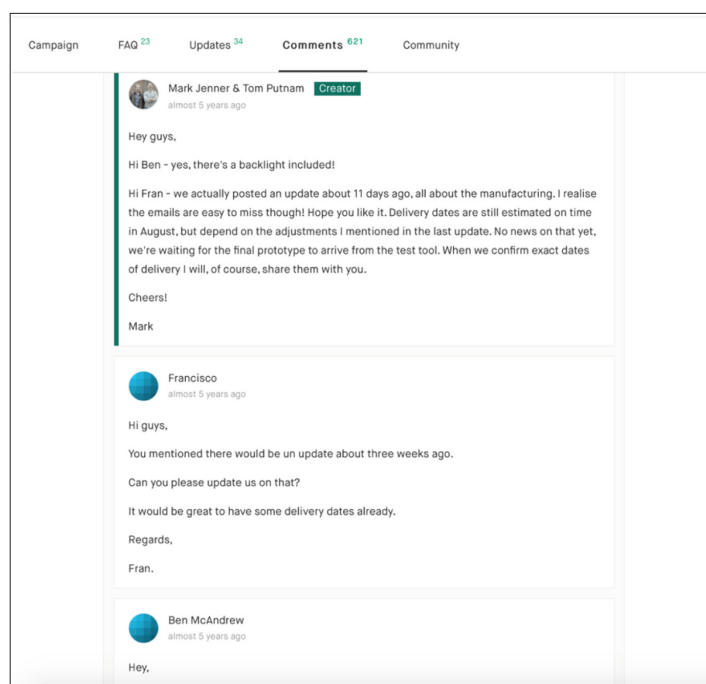 Campaign FAQ 23 Updates 34 Comments 621 Community
Mark Jenner & Tom Putnam Creator
almost 5 years ago
Hey guys,
Hi Ben - yes, there's a backlight included!
Hi Fran - we actually posted an update about 11 days ago, all about the manufacturing. I realise
the emails are easy to miss though! Hope you like it. Delivery dates are still estimated on time
in August, but depend on the adjustments I mentioned in the last update. No news on that yet,
we're waiting for the final prototype to arrive from the test tool. When we confirm exact dates
of delivery I will, of course, share them with you.
Cheers!
Mark
Francisco
almost 5 years ago
Hi guys,
You mentioned there would be un update about three weeks ago.
Can you please update us on that?
It would be great to have some delivery dates already.
Regards,
Fran.
Ben McAndrew
almost 5 years ago
Hey,